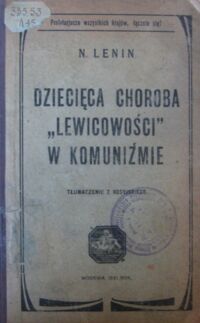 Proletarjusze wszystkich krajów, łączcie się!
N. LENIN
DZIECIĘCA CHOROBA
„LEWICOWOŚCI"
W KOMUNIŹMIE
TŁUMACZENIE Z ROSYJSKIEGO